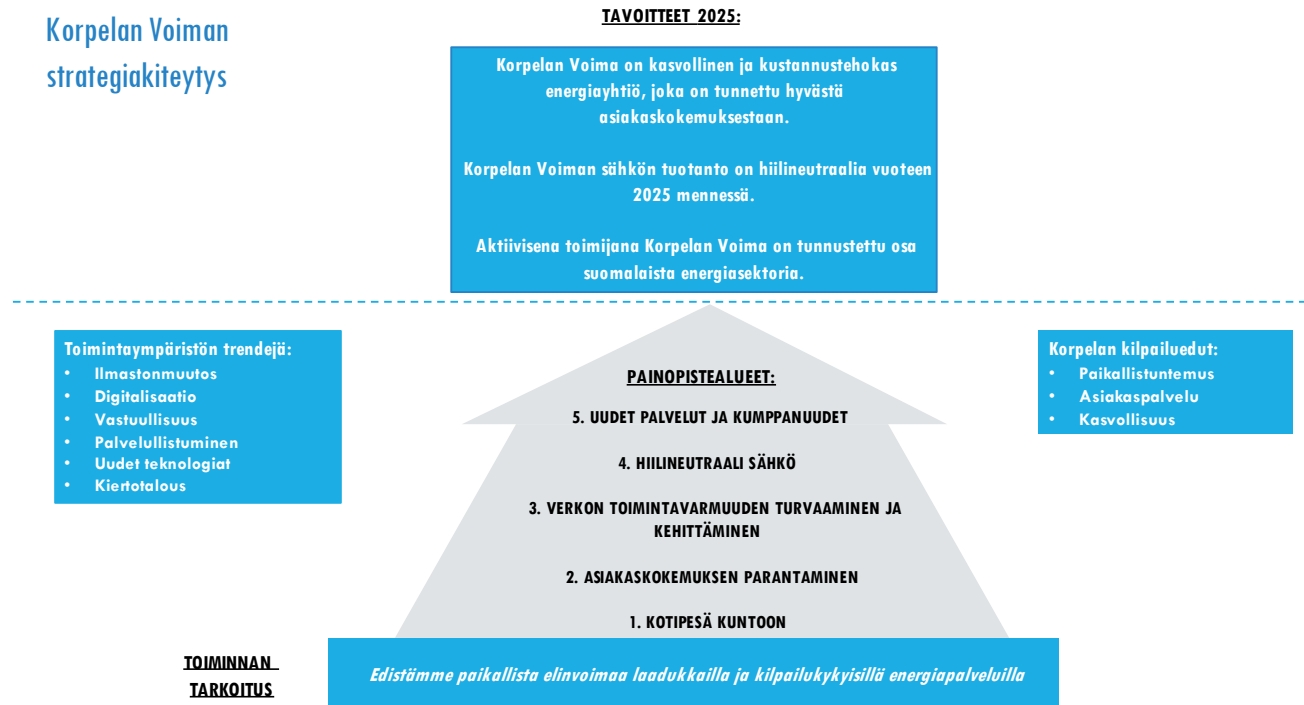 Korpelan Voiman
strategiakiteytys
TAVOITTEET 2025:
Korpelan Voima on kasvollinen ja kustannustehokas
energiayhtiö, joka on tunnettu hyvästä
asiakaskokemuksestaan.
Korpelan Voiman sähkön tuotanto on hiilineutraalia vuoteen
2025 mennessä.
Aktiivisena toimijana Korpelan Voima on tunnustettu osa
suomalaista energiasektoria.
Toimintaympäristön trendejä:
• Ilmastonmuutos
• Digitalisaatio
• Vastuullisuus
• Palvelullistuminen
• Uudet teknologiat
• Kiertotalous
PAINOPISTEALUEET:
5. UUDET PALVELUT JA KUMPPANUUDET
4. HIILINEUTRAALI SÄHKÖ
3. VERKON TOIMINTAVARMUUDEN TURVAAMINEN JA
KEHITTÄMINEN
2. ASIAKASKOKEMUKSEN PARANTAMINEN
1. KOTIPESÄ KUNTOON
Korpelan kilpailuedut:
• Paikallistuntemus
• Asiakaspalvelu
• Kasvollisuus
TOIMINNAN
TARKOITUS
Edistämme paikallista elinvoimaa laadukkailla ja kilpailukykyisillä energiapalveluilla